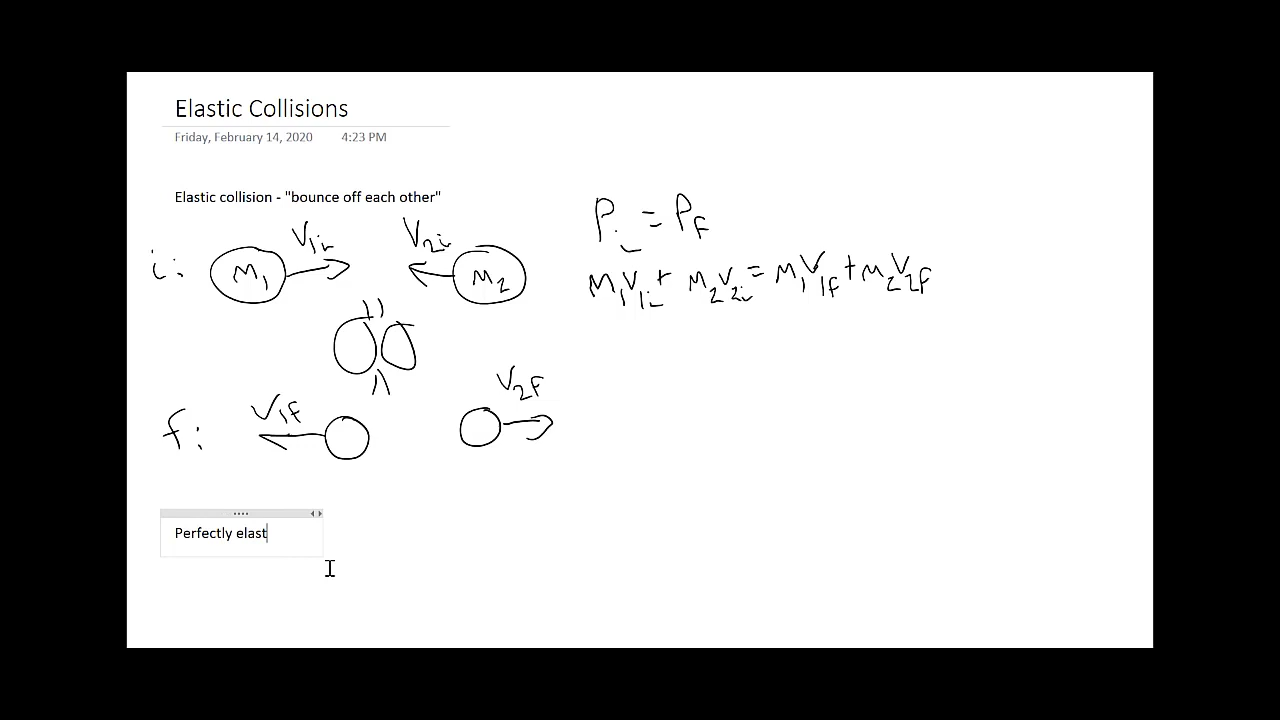 Elastic Collisions
Friday, February 14, 2020 4:23 PM
Elastic collision - "bounce off each other"
i: m₁ V₁ᵢ V₂ᵢ m₂
Pᵢ = P_F
m₁V₁ᵢ + m₂V₂ᵢ = m₁V₁F + m₂V₂F
f: V₁f V₂F
Perfectly elast